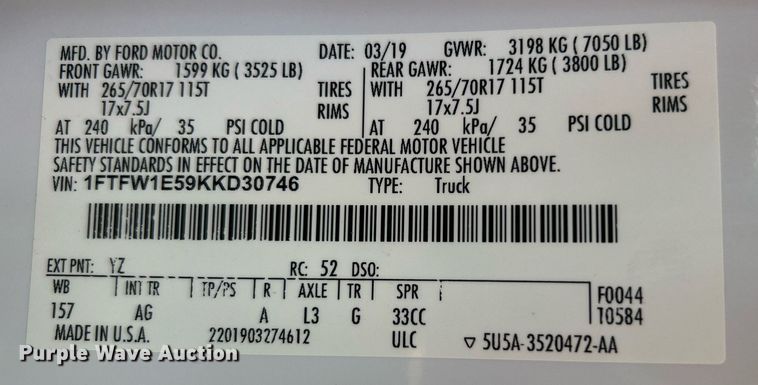 MFD. BY FORD MOTOR CO. DATE: 03/19 GVWR: 3198 KG ( 7050 LB)
FRONT GAWR: 1599 KG ( 3525 LB) REAR GAWR: 1724 KG ( 3800 LB)
WITH 265/70R17 115T TIRES WITH 265/70R17 115T TIRES
17x7.5J RIMS 17x7.5J RIMS
AT 240 kPa/ 35 PSI COLD AT 240 kPa/ 35 PSI COLD
THIS VEHICLE CONFORMS TO ALL APPLICABLE FEDERAL MOTOR VEHICLE
SAFETY STANDARDS IN EFFECT ON THE DATE OF MANUFACTURE SHOWN ABOVE.
VIN: 1FTFW1E59KKD30746 TYPE: Truck
EXT PNT: YZ RC: 52 DSO:
WB INT TR TP/PS R AXLE TR SPR F0044
157 AG A L3 G 33CC T0584
MADE IN U.S.A. 2201903274612 ULC ▽ 5U5A-3520472-AA
Purple Wave Auction